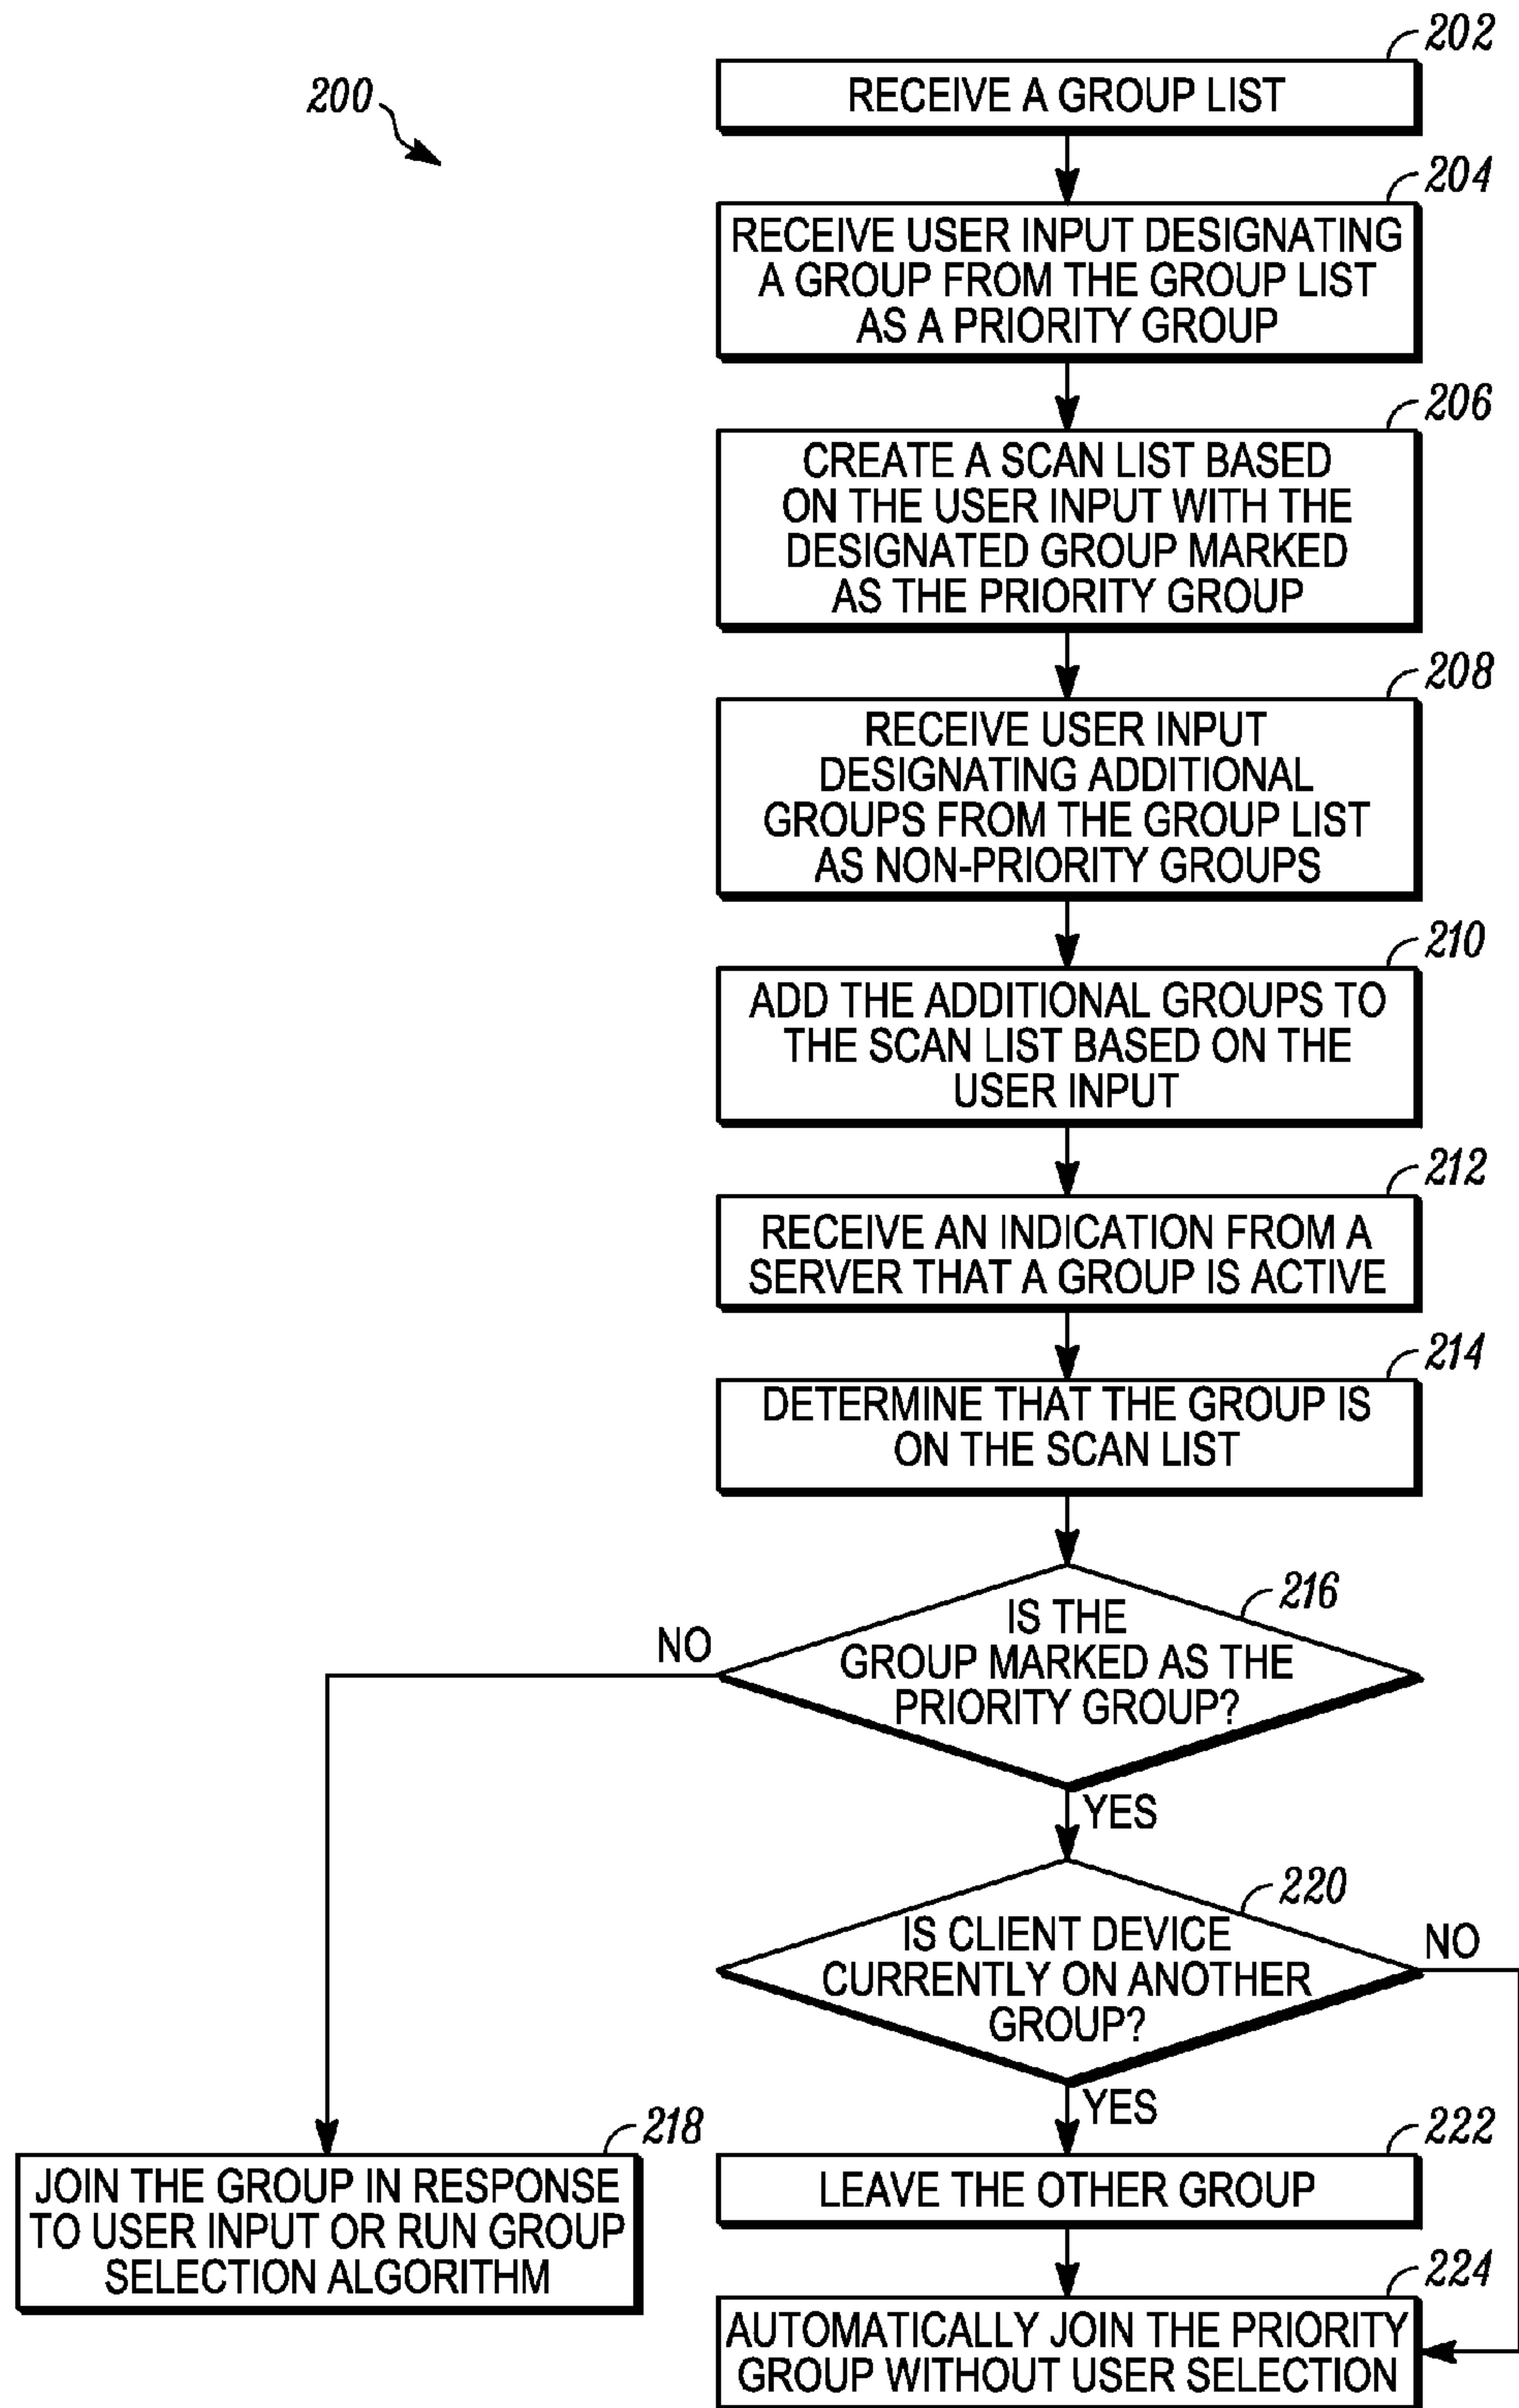 200
202
RECEIVE A GROUP LIST
204
RECEIVE USER INPUT DESIGNATING
A GROUP FROM THE GROUP LIST
AS A PRIORITY GROUP
206
CREATE A SCAN LIST BASED
ON THE USER INPUT WITH THE
DESIGNATED GROUP MARKED
AS THE PRIORITY GROUP
208
RECEIVE USER INPUT
DESIGNATING ADDITIONAL
GROUPS FROM THE GROUP LIST
AS NON-PRIORITY GROUPS
210
ADD THE ADDITIONAL GROUPS TO
THE SCAN LIST BASED ON THE
USER INPUT
212
RECEIVE AN INDICATION FROM A
SERVER THAT A GROUP IS ACTIVE
214
DETERMINE THAT THE GROUP IS
ON THE SCAN LIST
216
IS THE
GROUP MARKED AS THE
PRIORITY GROUP?
NO
YES
220
IS CLIENT DEVICE
CURRENTLY ON ANOTHER
GROUP?
NO
YES
218
JOIN THE GROUP IN RESPONSE
TO USER INPUT OR RUN GROUP
SELECTION ALGORITHM
222
LEAVE THE OTHER GROUP
224
AUTOMATICALLY JOIN THE PRIORITY
GROUP WITHOUT USER SELECTION